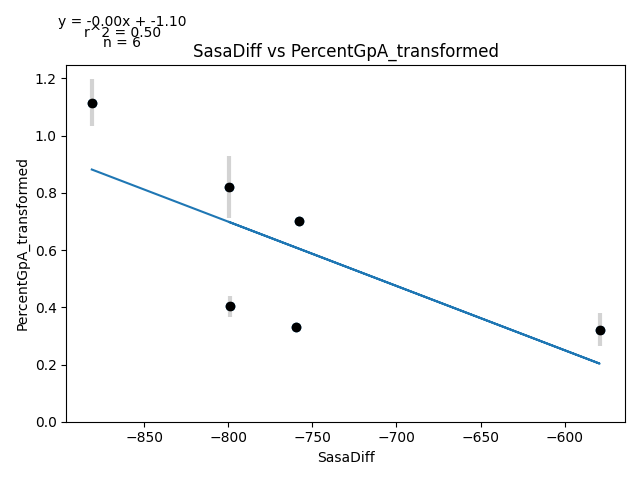 y = -0.00x + -1.10
r^2 = 0.50
n = 6
SasaDiff vs PercentGpA_transformed
1.2
1.0
0.8
0.6
0.4
0.2
0.0
PercentGpA_transformed
−850
−800
−750
−700
−650
−600
SasaDiff